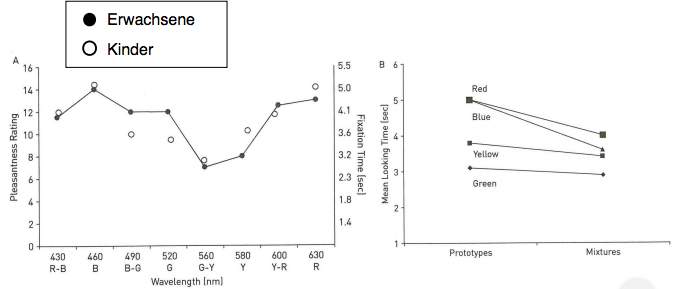 Erwachsene
Kinder
A
16
14
12
10
8
6
4
2
0
Pleasantness Rating
5.5
5.0
4.1
3.6
3.2
2.3
1.8
1.4
Fixation Time (sec)
430 460 490 520 560 580 600 630
R-B B B-G G G-Y Y Y-R R
Wavelength (nm)
B
6
5
4
3
2
1
Mean Looking Time (sec)
Red
Blue
Yellow
Green
Prototypes Mixtures